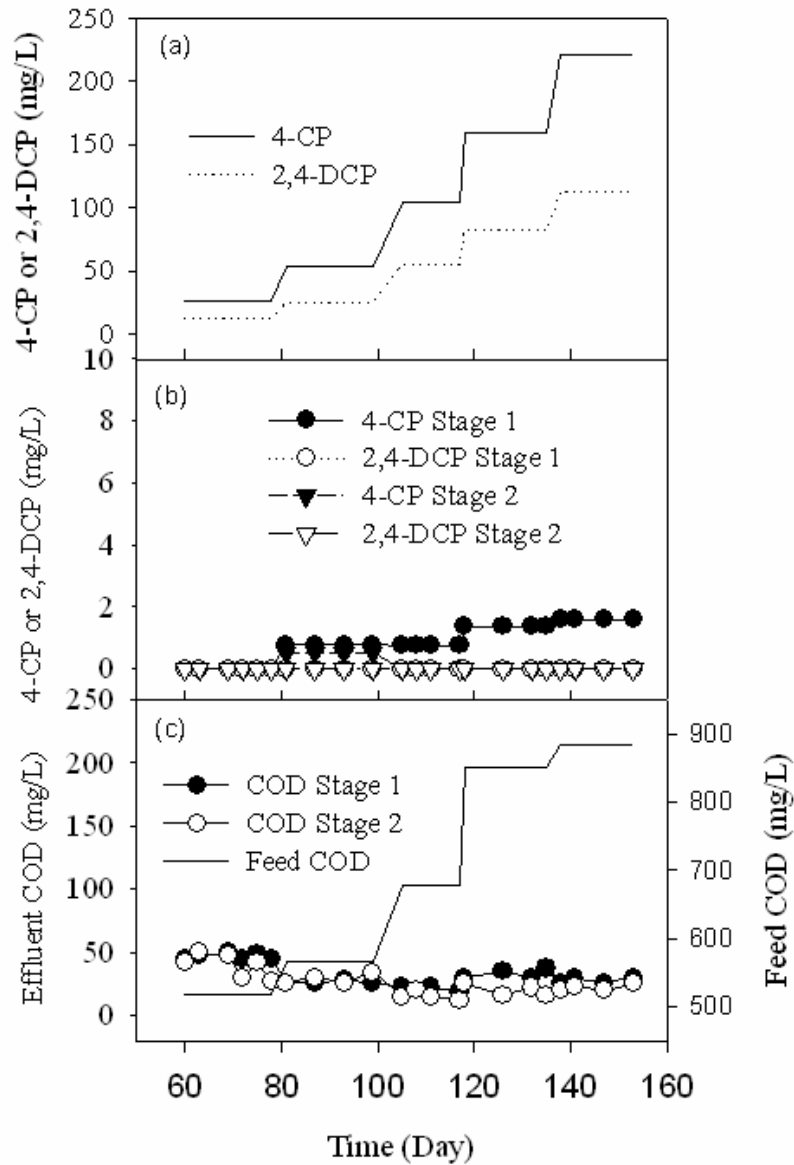 (a)
4-CP or 2,4-DCP (mg/L)
250
200
150
100
50
0
4-CP
2,4-DCP
(b)
4-CP or 2,4-DCP (mg/L)
10
8
6
4
2
0
4-CP Stage 1
2,4-DCP Stage 1
4-CP Stage 2
2,4-DCP Stage 2
(c)
Effluent COD (mg/L)
250
200
150
100
50
0
COD Stage 1
COD Stage 2
Feed COD
900
800
700
600
500
Feed COD (mg/L)
60 80 100 120 140 160
Time (Day)